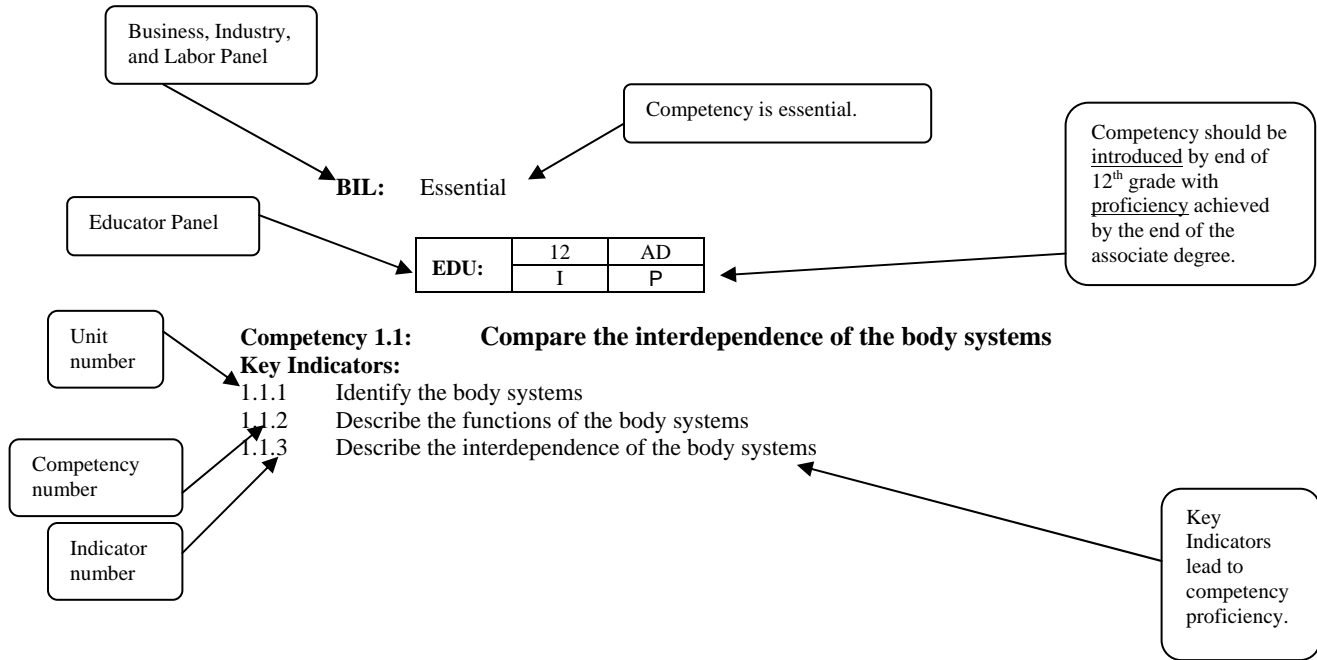 Business, Industry,
and Labor Panel
Competency is essential.
Competency should be
introduced by end of
12th grade with
proficiency achieved
by the end of the
associate degree.
BIL: Essential
Educator Panel
EDU: 12 AD
I P
Unit
number
Competency 1.1: Compare the interdependence of the body systems
Key Indicators:
1.1.1 Identify the body systems
1.1.2 Describe the functions of the body systems
1.1.3 Describe the interdependence of the body systems
Competency
number
Indicator
number
Key
Indicators
lead to
competency
proficiency.